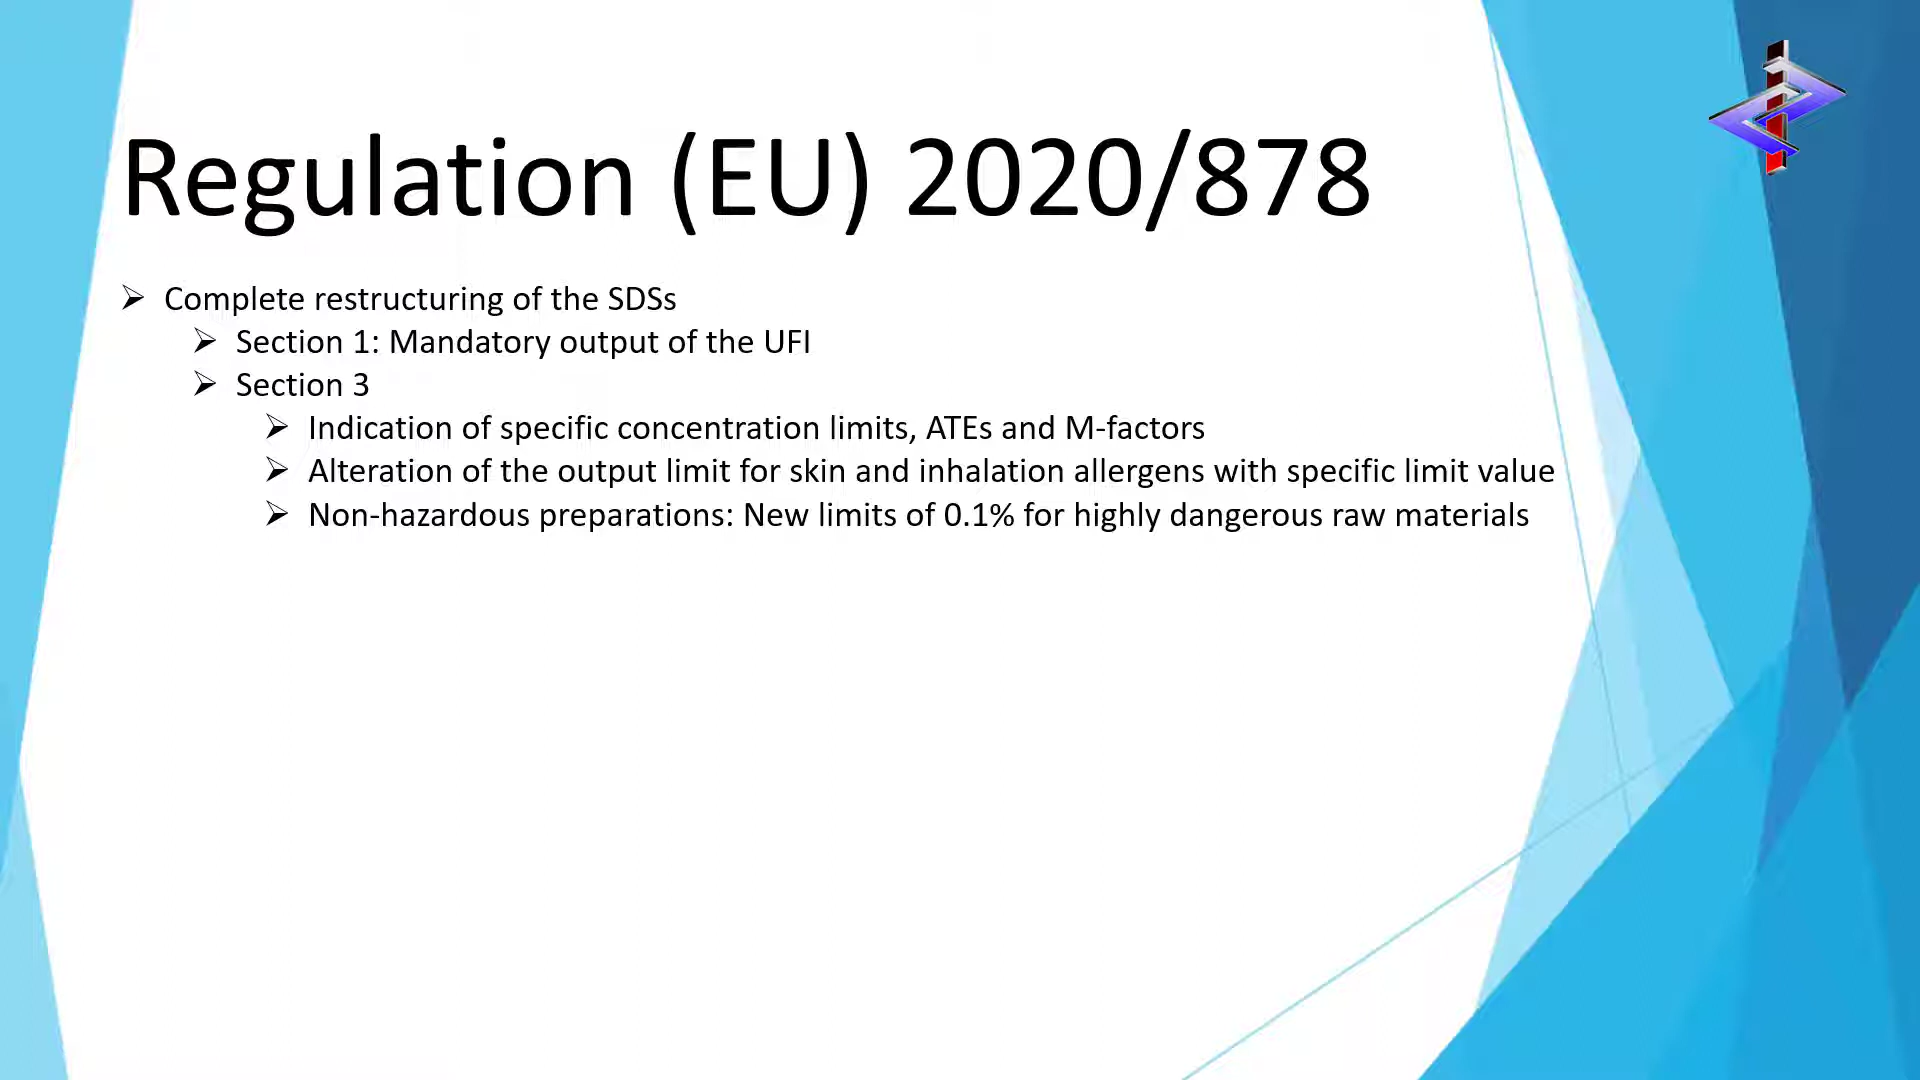 Regulation (EU) 2020/878
➢ Complete restructuring of the SDSs
➢ Section 1: Mandatory output of the UFI
➢ Section 3
➢ Indication of specific concentration limits, ATEs and M-factors
➢ Alteration of the output limit for skin and inhalation allergens with specific limit value
➢ Non-hazardous preparations: New limits of 0.1% for highly dangerous raw materials